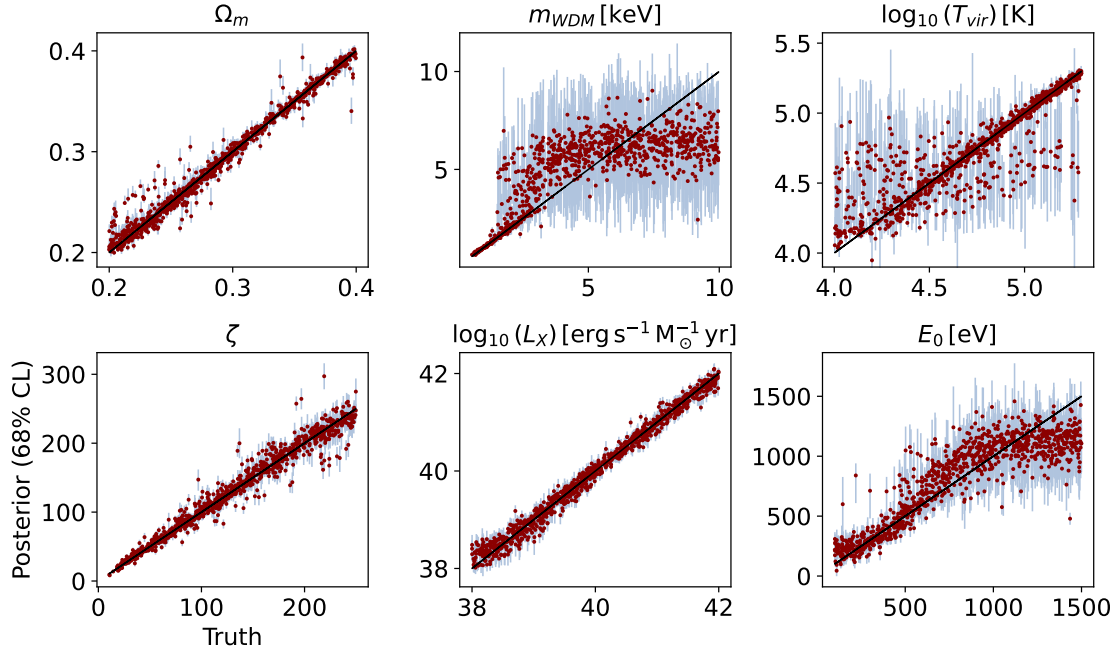 Ω_m
m_WDM [keV]
log₁₀ (T_vir) [K]
0.4
0.3
0.2
0.2 0.3 0.4
10
5
5 10
5.5
5.0
4.5
4.0
4.0 4.5 5.0
ζ
log₁₀ (L_X) [erg s⁻¹ M_⊙⁻¹ yr]
E₀ [eV]
Posterior (68% CL)
300
200
100
0
0 100 200
Truth
42
40
38
38 40 42
1500
1000
500
0
500 1000 1500